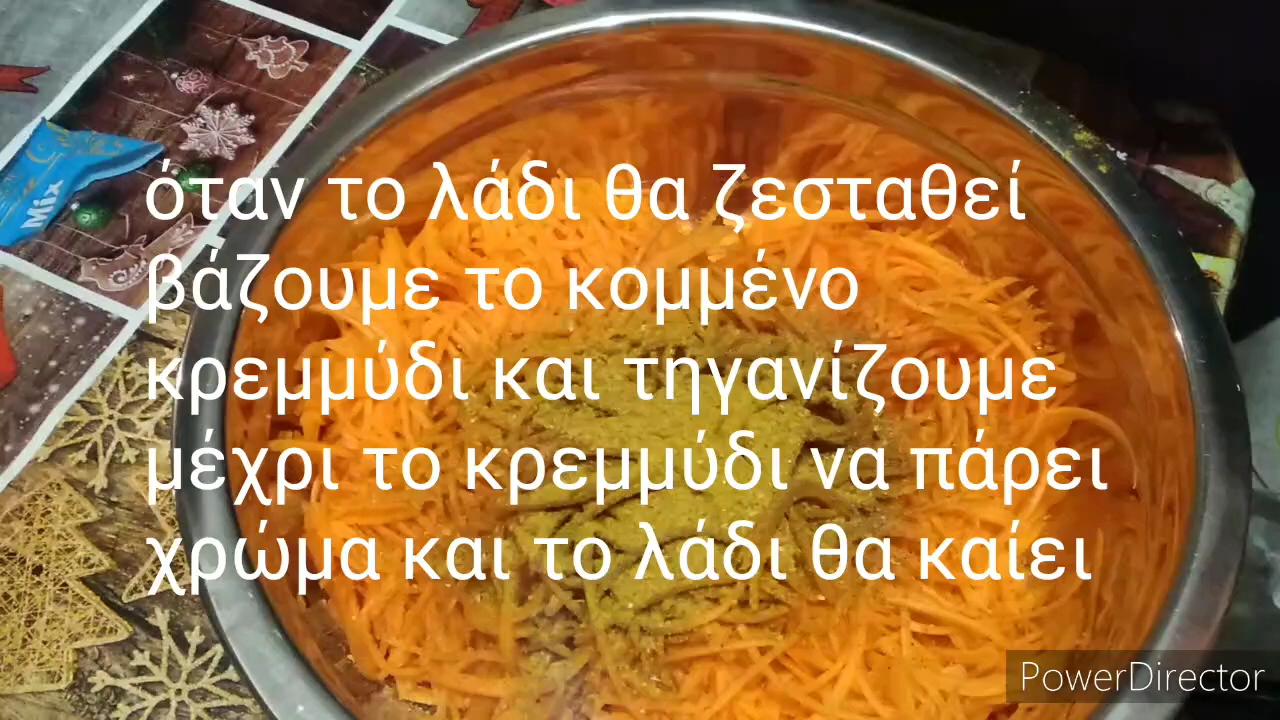 Mix
όταν το λάδι θα ζεσταθεί
βάζουμε το κομμένο
κρεμμύδι και τηγανίζουμε
μέχρι το κρεμμύδι να πάρει
χρώμα και το λάδι θα καίει
PowerDirector